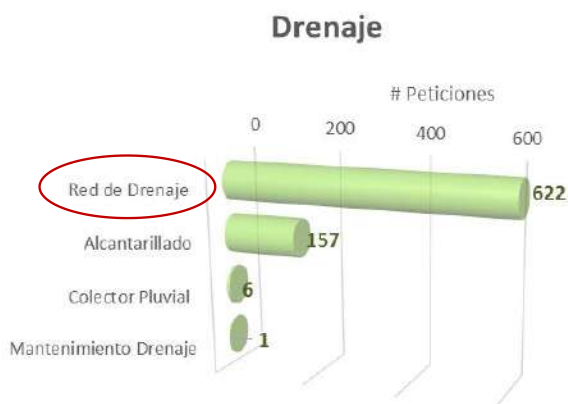 Drenaje
# Peticiones
0 200 400 600
Red de Drenaje 622
Alcantarillado 157
Colector Pluvial 6
Mantenimiento Drenaje 1